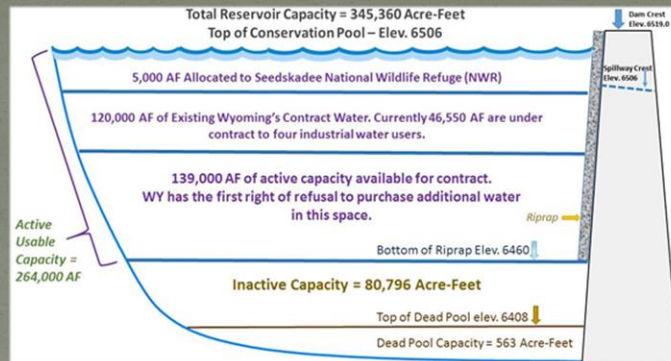 Total Reservoir Capacity = 345,360 Acre-Feet
Top of Conservation Pool – Elev. 6506
Dam Crest
Elev. 6519.0
Spillway Crest
Elev. 6506
5,000 AF Allocated to Seedskadee National Wildlife Refuge (NWR)
120,000 AF of Existing Wyoming's Contract Water. Currently 46,550 AF are under
contract to four industrial water users.
139,000 AF of active capacity available for contract.
WY has the first right of refusal to purchase additional water
in this space.
Riprap
Active
Usable
Capacity =
264,000 AF
Bottom of Riprap Elev. 6460
Inactive Capacity = 80,796 Acre-Feet
Top of Dead Pool elev. 6408
Dead Pool Capacity = 563 Acre-Feet